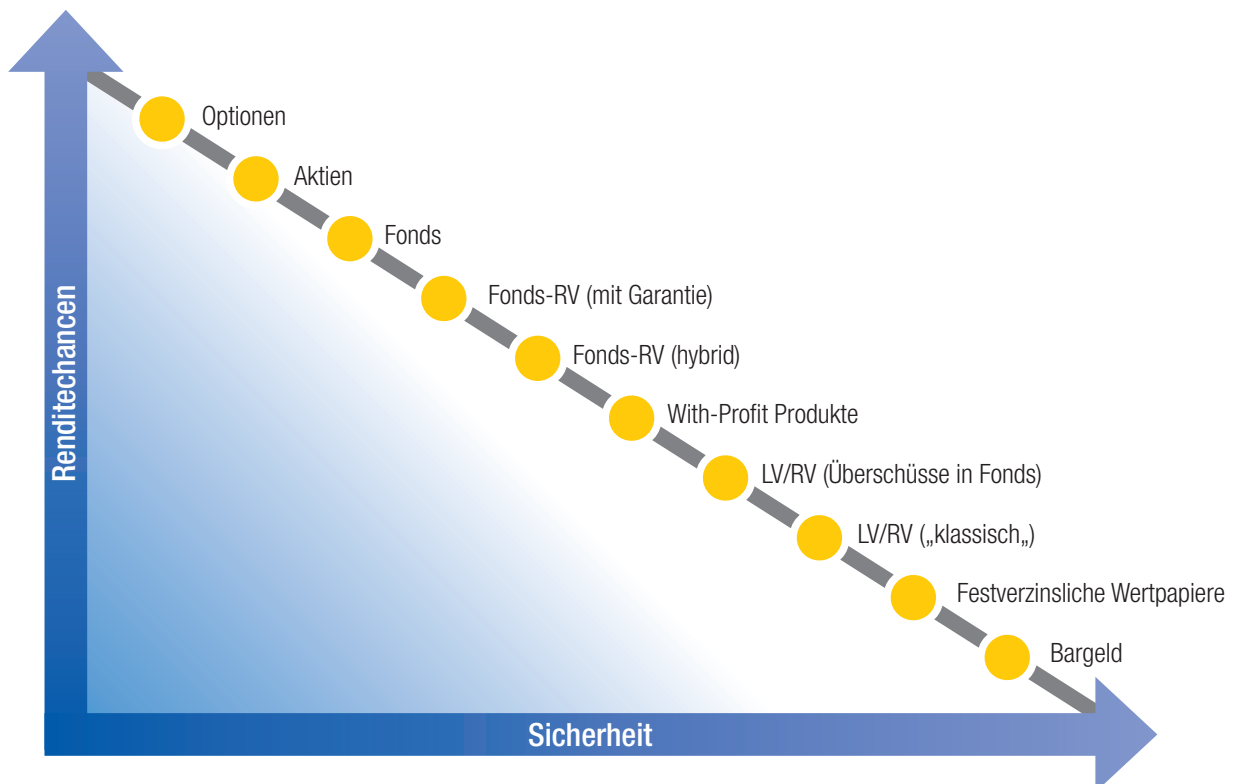 Optionen
Aktien
Fonds
Fonds-RV (mit Garantie)
Fonds-RV (hybrid)
With-Profit Produkte
LV/RV (Überschüsse in Fonds)
LV/RV („klassisch„)
Festverzinsliche Wertpapiere
Bargeld
Renditechancen
Sicherheit